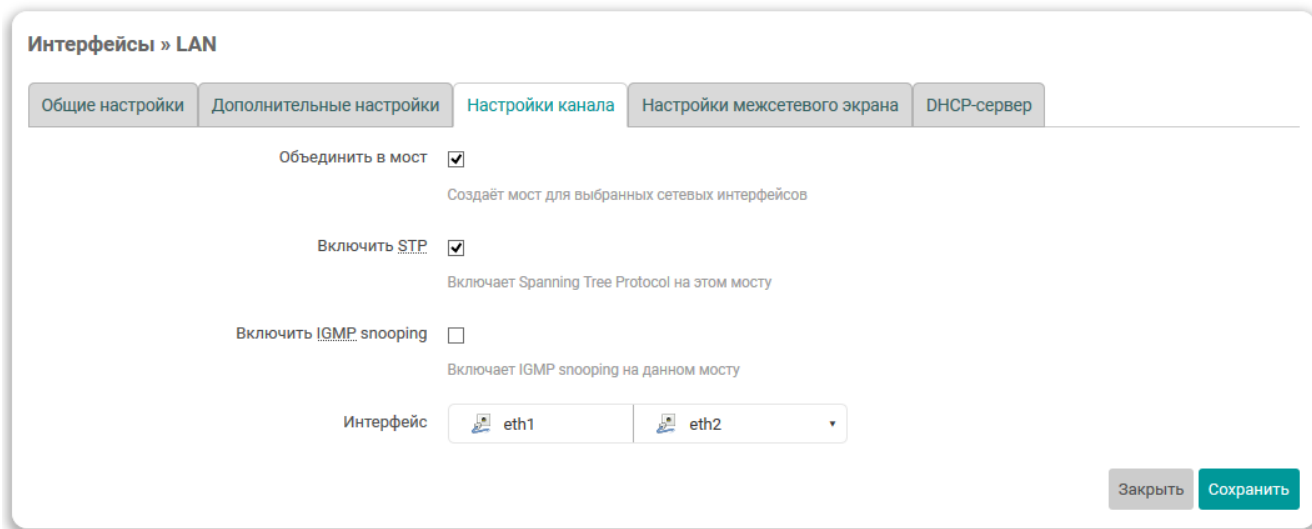 Интерфейсы » LAN
Общие настройки Дополнительные настройки Настройки канала Настройки межсетевого экрана DHCP-сервер
Объединить в мост
Создаёт мост для выбранных сетевых интерфейсов
Включить STP
Включает Spanning Tree Protocol на этом мосту
Включить IGMP snooping
Включает IGMP snooping на данном мосту
Интерфейс eth1 eth2
Закрыть Сохранить